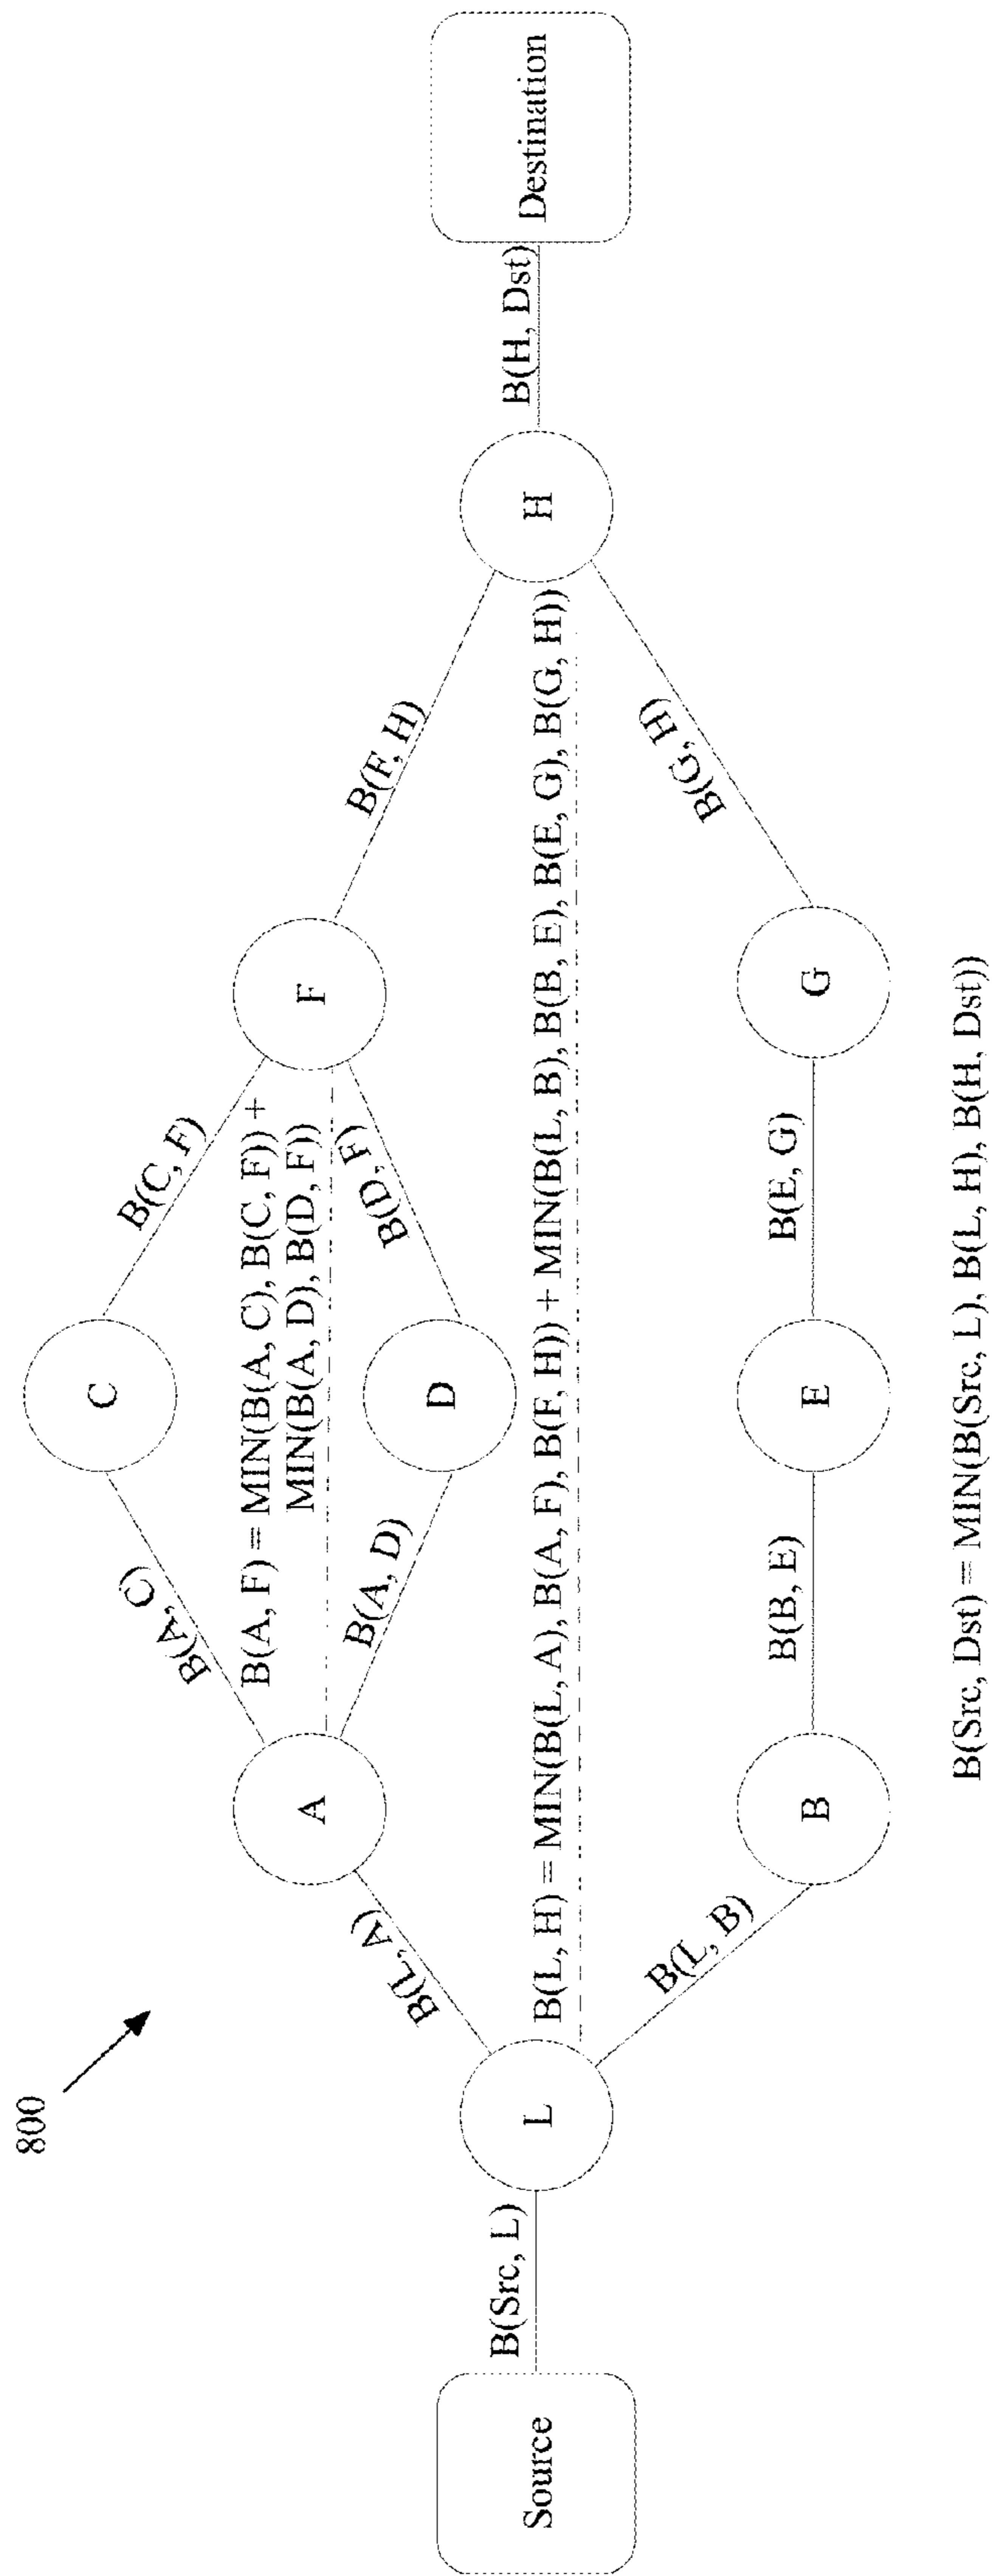 800
Source
B(Src, L)
L
B(L, A)
B(L, B)
A
B(A, C)
B(A, D)
C
D
B(A, F) = MIN(B(A, C), B(C, F)) +
MIN(B(A, D), B(D, F))
B(C, F)
B(D, F)
F
B(F, H)
B(L, H) = MIN(B(L, A), B(A, F), B(F, H)) + MIN(B(L, B), B(B, E), B(E, G), B(G, H))
B
B(B, E)
E
B(E, G)
G
B(G, H)
H
B(H, Dst)
Destination
B(Src, Dst) = MIN(B(Src, L), B(L, H), B(H, Dst))